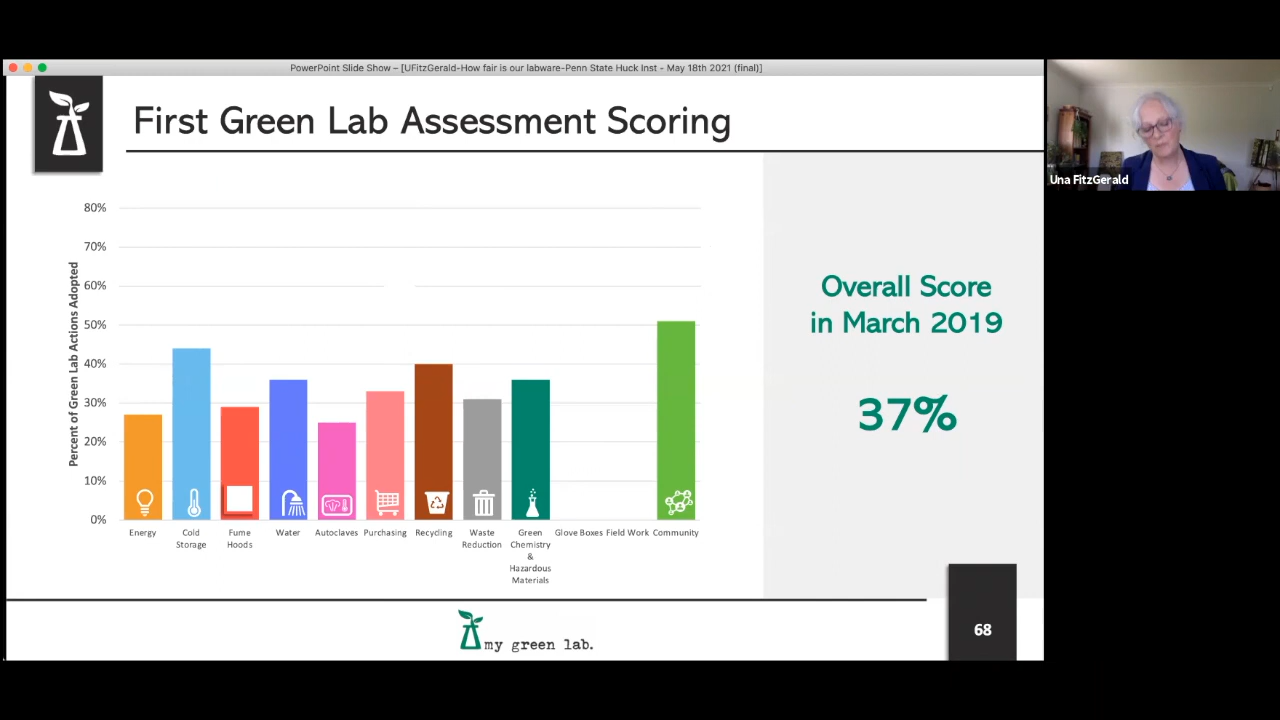 PowerPoint Slide Show – [UFitzGerald-How fair is our labware-Penn State Huck Inst - May 18th 2021 (final)]
First Green Lab Assessment Scoring
Una FitzGerald
Percent of Green Lab Actions Adopted
80%
70%
60%
50%
40%
30%
20%
10%
0%
Energy
Cold
Storage
Fume
Hoods
Water
Autoclaves
Purchasing
Recycling
Waste
Reduction
Green
Chemistry
&
Hazardous
Materials
Glove Boxes
Field Work
Community
Overall Score
in March 2019
37%
my green lab.
68